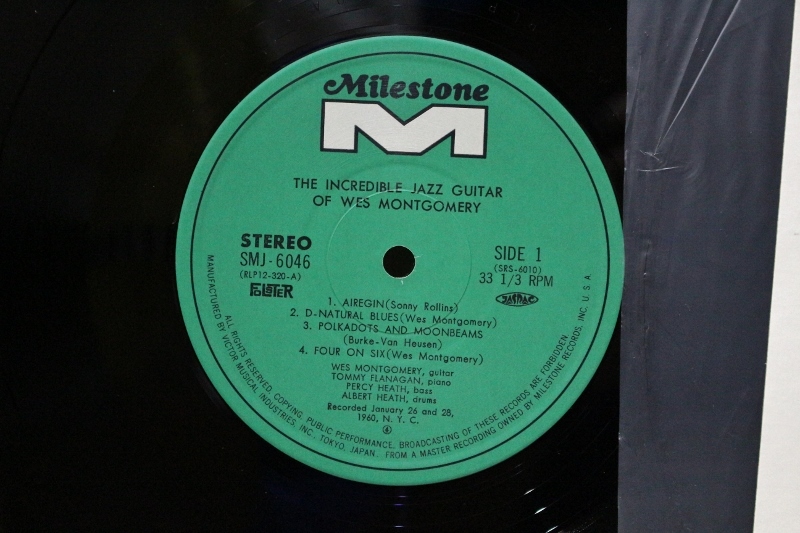 Milestone
M
THE INCREDIBLE JAZZ GUITAR
OF WES MONTGOMERY
STEREO
SMJ-6046
(RLP12-320-A)
SIDE 1
(SRS-6010)
33 1/3 RPM
JASRAC
1. AIREGIN(Sonny Rollins)
2. D-NATURAL BLUES(Wes Montgomery)
3. POLKADOTS AND MOONBEAMS
(Burke-Van Heusen)
4. FOUR ON SIX(Wes Montgomery)
WES MONTGOMERY, guitar
TOMMY FLANAGAN, piano
PERCY HEATH, bass
ALBERT HEATH, drums
Recorded January 26 and 28,
1960, N. Y. C.
4
ALL RIGHTS RESERVED. COPYING, PUBLIC PERFORMANCE, BROADCASTING OF THESE RECORDS ARE FORBIDDEN.
MANUFACTURED BY VICTOR MUSICAL INDUSTRIES, INC. TOKYO, JAPAN. FROM A MASTER RECORDING OWNED BY MILESTONE RECORDS, INC. U. S. A.